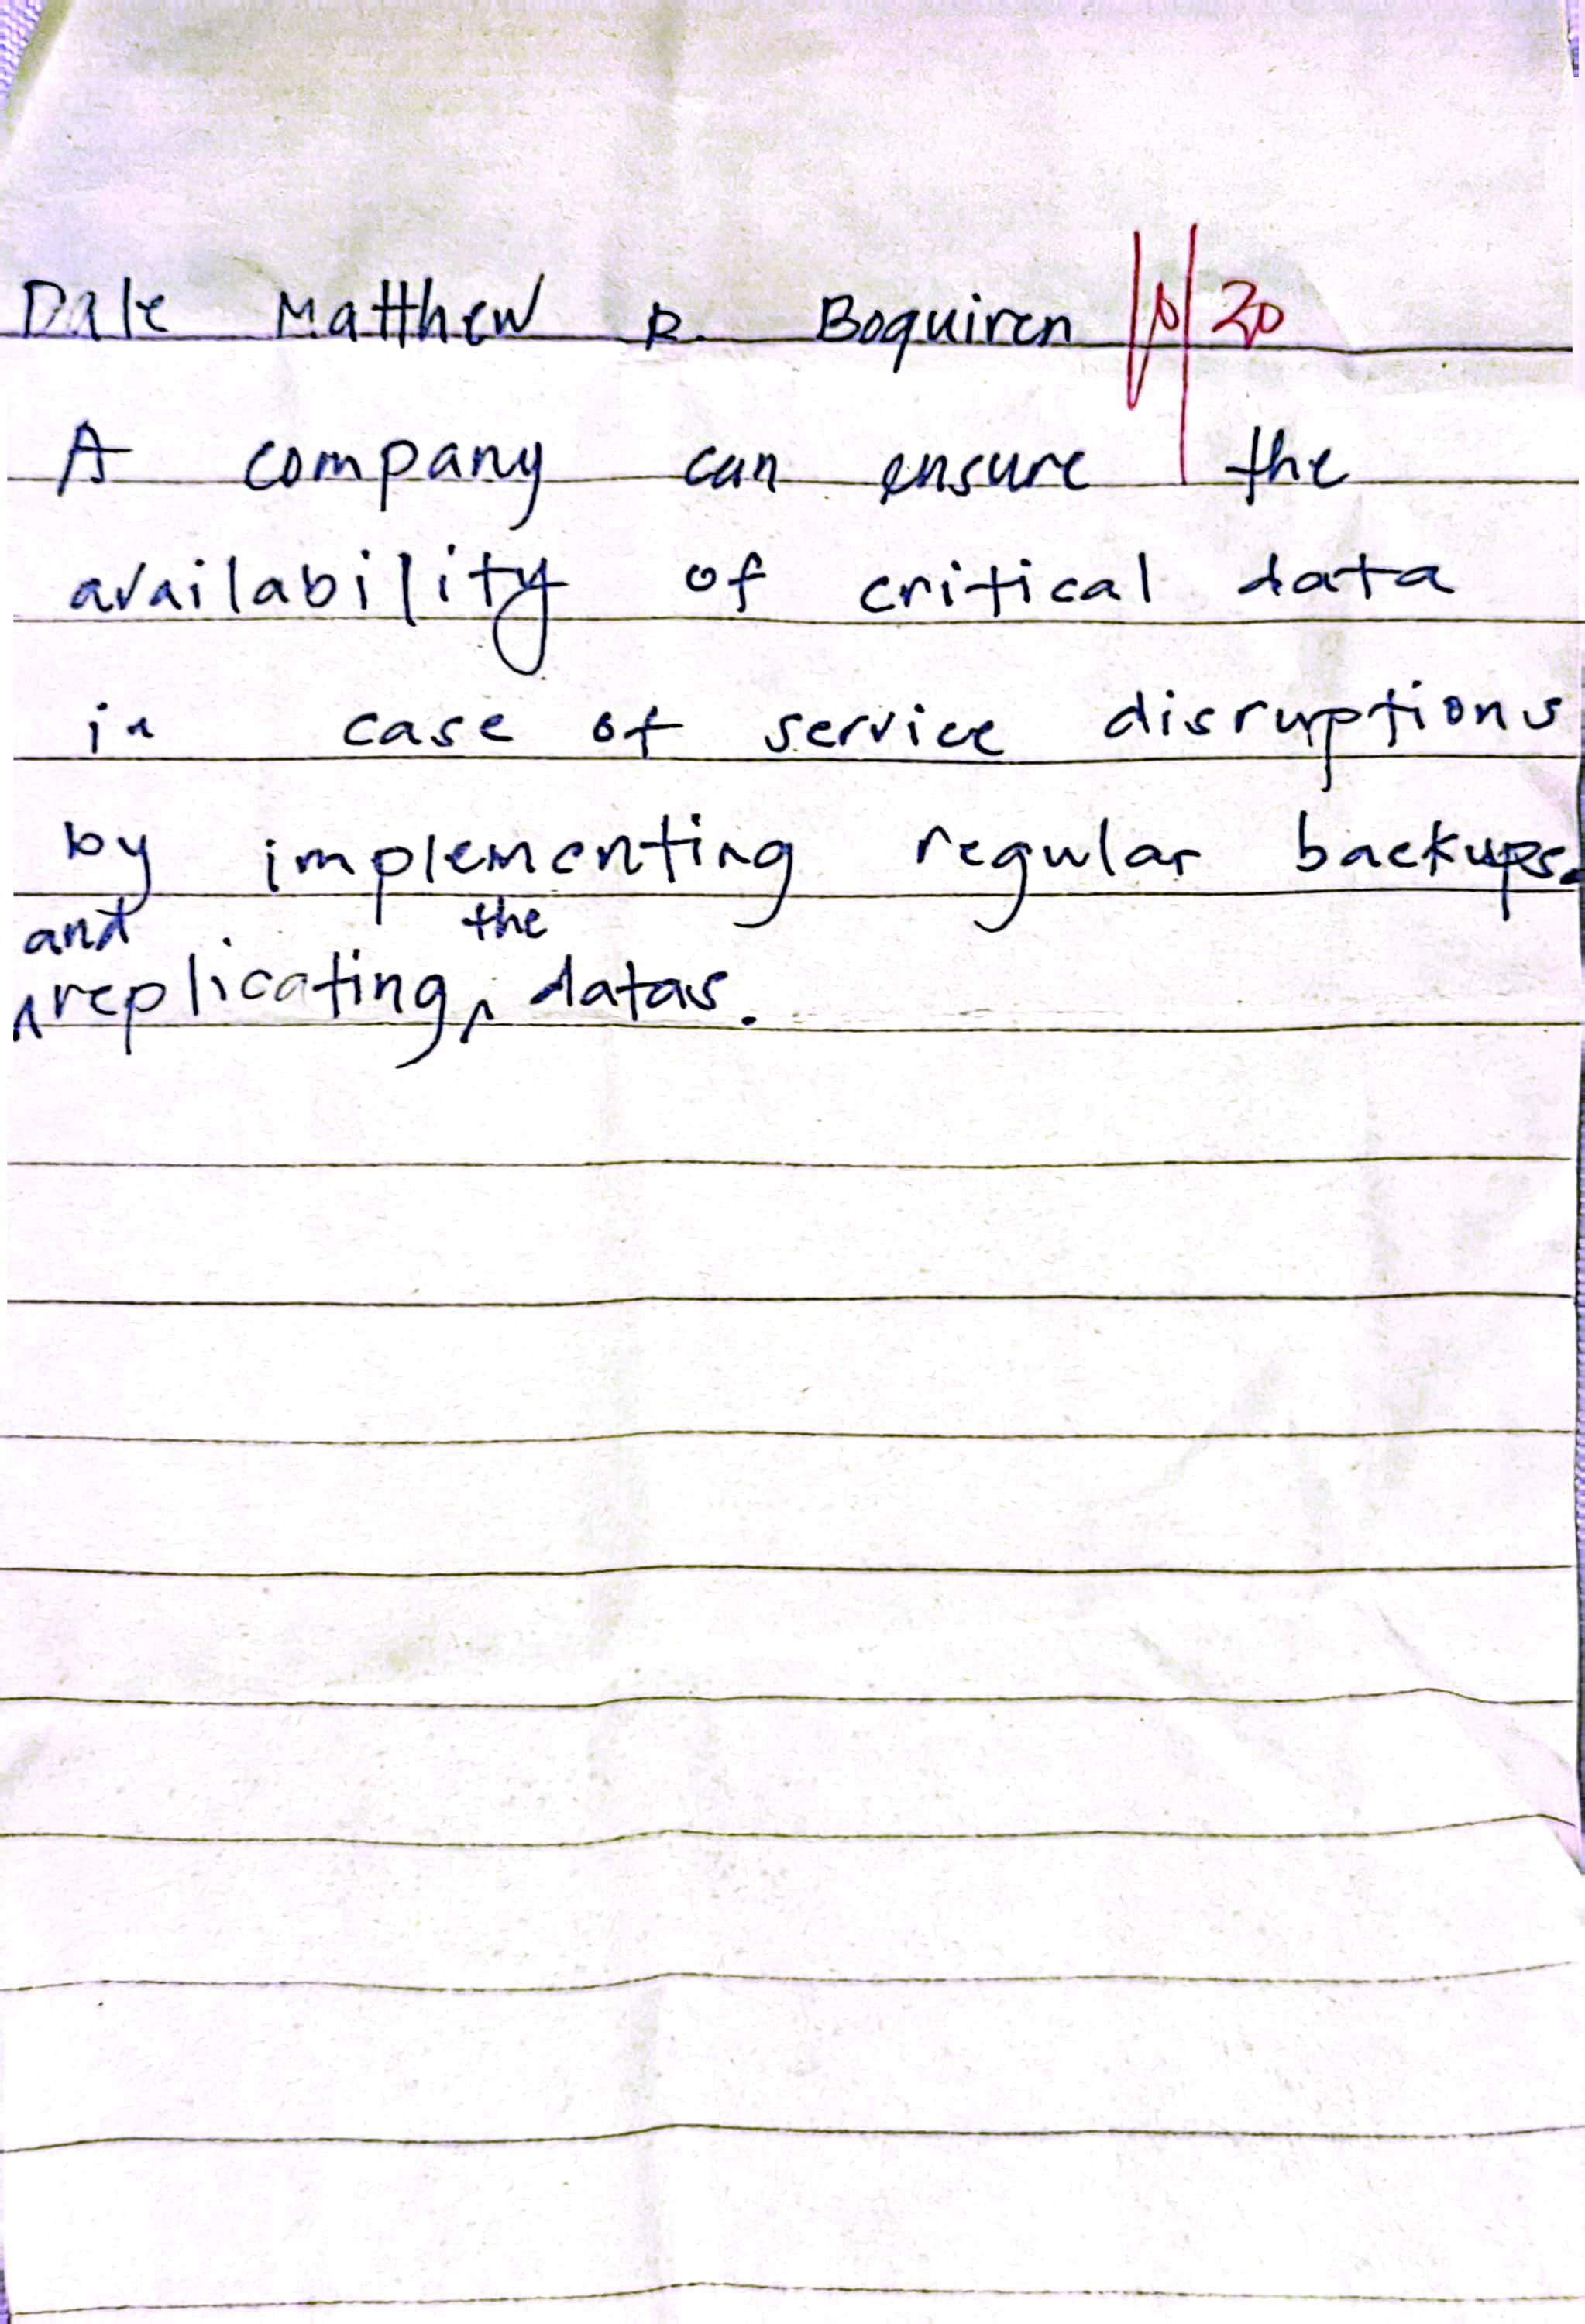 Dale Matthew R. Boquiren 10/20
A company can ensure the
availability of critical data
in case of service disruptions
by implementing regular backups.
and the
replicating datas.